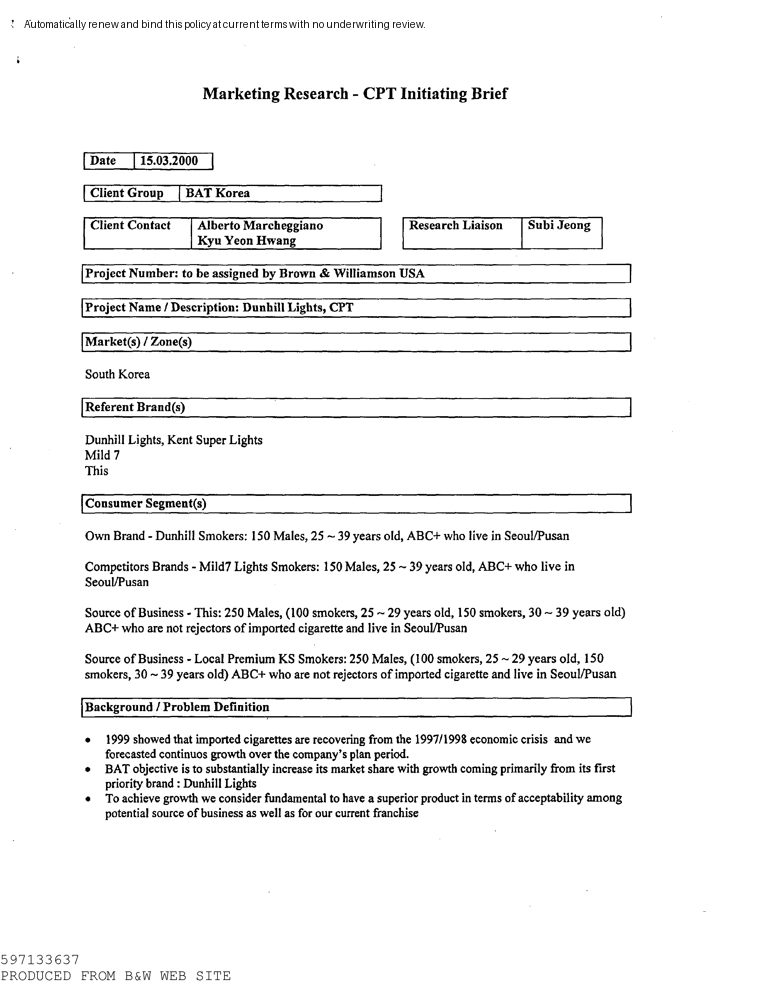 Automatically renew and bind this policy at current terms with no underwriting review.
Marketing Research - CPT Initiating Brief
Date 15.03.2000
Client Group BAT Korea
Client Contact Alberto Marcheggiano Research Liaison Subi Jeong
Kyu Yeon Hwang
Project Number: to be assigned by Brown & Williamson USA
Project Name / Description: Dunhill Lights, CPT
Market(s) / Zone(s)
South Korea
Referent Brand(s)
Dunhill Lights, Kent Super Lights
Mild 7
This
Consumer Segment(s)
Own Brand - Dunhill Smokers: 150 Males, 25 ~ 39 years old, ABC+ who live in Seoul/Pusan
Competitors Brands - Mild7 Lights Smokers: 150 Males, 25 ~ 39 years old, ABC+ who live in
Seoul/Pusan
Source of Business - This: 250 Males, (100 smokers, 25 ~ 29 years old, 150 smokers, 30 ~ 39 years old)
ABC+ who are not rejectors of imported cigarette and live in Seoul/Pusan
Source of Business - Local Premium KS Smokers: 250 Males, (100 smokers, 25 ~ 29 years old, 150
smokers, 30 ~ 39 years old) ABC+ who are not rejectors of imported cigarette and live in Seoul/Pusan
Background / Problem Definition
• 1999 showed that imported cigarettes are recovering from the 1997/1998 economic crisis and we
forecasted continuos growth over the company's plan period.
• BAT objective is to substantially increase its market share with growth coming primarily from its first
priority brand : Dunhill Lights
• To achieve growth we consider fundamental to have a superior product in terms of acceptability among
potential source of business as well as for our current franchise
597133637
PRODUCED FROM B&W WEB SITE